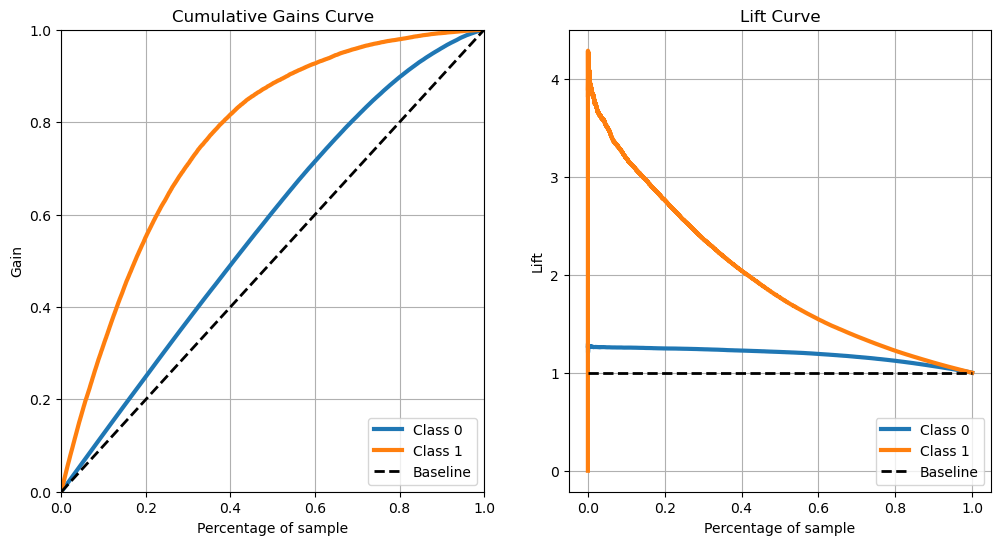 Cumulative Gains Curve
1.0
0.8
0.6
0.4
0.2
0.0
Gain
0.0 0.2 0.4 0.6 0.8 1.0
Percentage of sample
Class 0
Class 1
Baseline
Lift Curve
4
3
2
1
0
Lift
0.0 0.2 0.4 0.6 0.8 1.0
Percentage of sample
Class 0
Class 1
Baseline